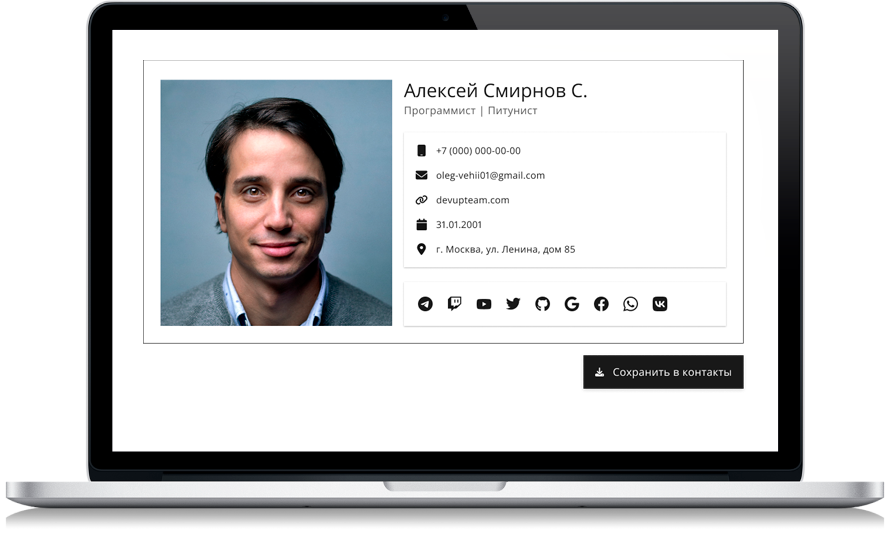 Алексей Смирнов С.
Программист | Питунист
+7 (000) 000-00-00
oleg-vehii01@gmail.com
devupteam.com
31.01.2001
г. Москва, ул. Ленина, дом 85
Сохранить в контакты